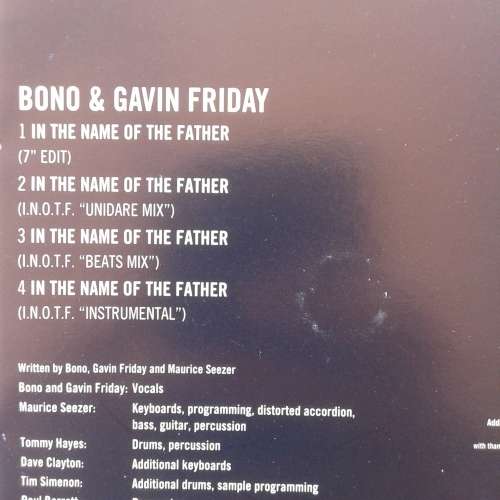 BONO & GAVIN FRIDAY
1 IN THE NAME OF THE FATHER
(7" EDIT)
2 IN THE NAME OF THE FATHER
(I.N.O.T.F. "UNIDARE MIX")
3 IN THE NAME OF THE FATHER
(I.N.O.T.F. "BEATS MIX")
4 IN THE NAME OF THE FATHER
(I.N.O.T.F. "INSTRUMENTAL")
Written by Bono, Gavin Friday and Maurice Seezer
Bono and Gavin Friday: Vocals
Maurice Seezer: Keyboards, programming, distorted accordion,
bass, guitar, percussion
Add
Tommy Hayes: Drums, percussion
with than
Dave Clayton: Additional keyboards
Tim Simenon: Additional drums, sample programming